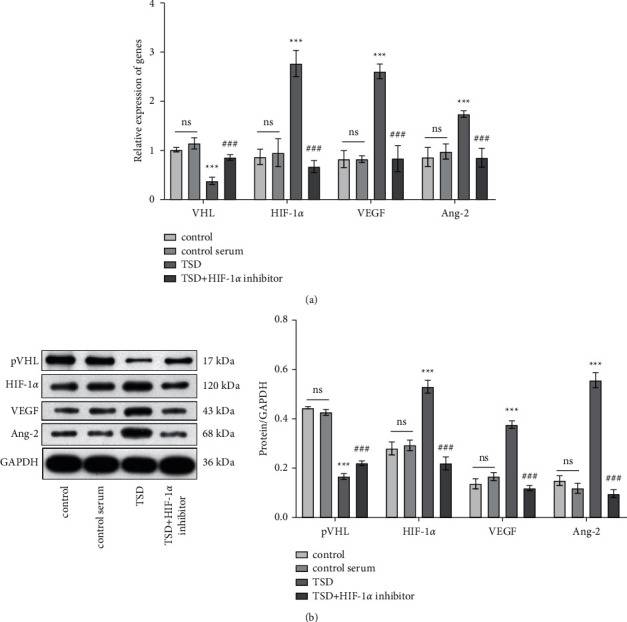 Relative expression of genes
4
3
2
1
0
ns
***
###
ns
***
###
ns
***
###
ns
***
###
VHL
HIF-1α
VEGF
Ang-2
control
control serum
TSD
TSD+HIF-1α inhibitor
(a)
pVHL
17 kDa
HIF-1α
120 kDa
VEGF
43 kDa
Ang-2
68 kDa
GAPDH
36 kDa
control
control serum
TSD
TSD+HIF-1α
inhibitor
Protein/GAPDH
0.8
0.6
0.4
0.2
0.0
ns
***
###
ns
***
###
ns
***
###
ns
***
###
pVHL
HIF-1α
VEGF
Ang-2
control
control serum
TSD
TSD+HIF-1α inhibitor
(b)